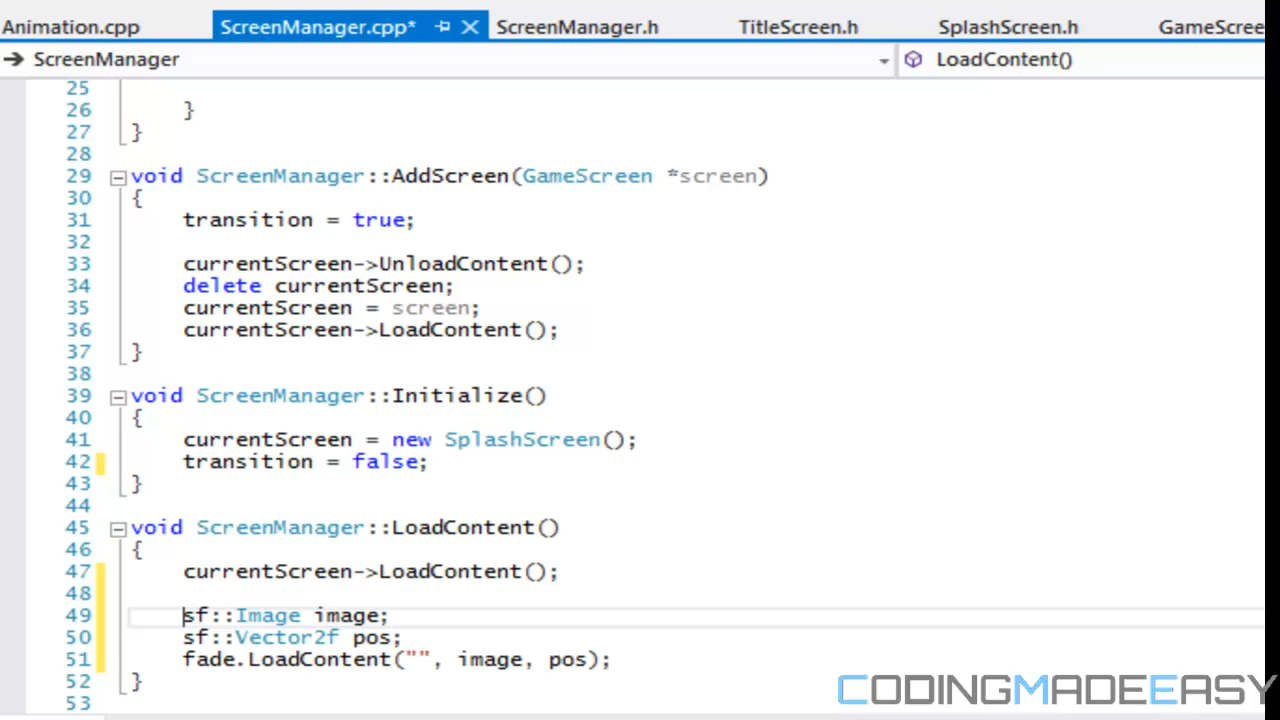 Animation.cpp ScreenManager.cpp* ScreenManager.h TitleScreen.h SplashScreen.h GameScree
ScreenManager LoadContent()
25
26 }
27 }
28
29 void ScreenManager::AddScreen(GameScreen *screen)
30 {
31 transition = true;
32
33 currentScreen->UnloadContent();
34 delete currentScreen;
35 currentScreen = screen;
36 currentScreen->LoadContent();
37 }
38
39 void ScreenManager::Initialize()
40 {
41 currentScreen = new SplashScreen();
42 transition = false;
43 }
44
45 void ScreenManager::LoadContent()
46 {
47 currentScreen->LoadContent();
48
49 sf::Image image;
50 sf::Vector2f pos;
51 fade.LoadContent("", image, pos);
52 }
53
CODINGMADEEASY